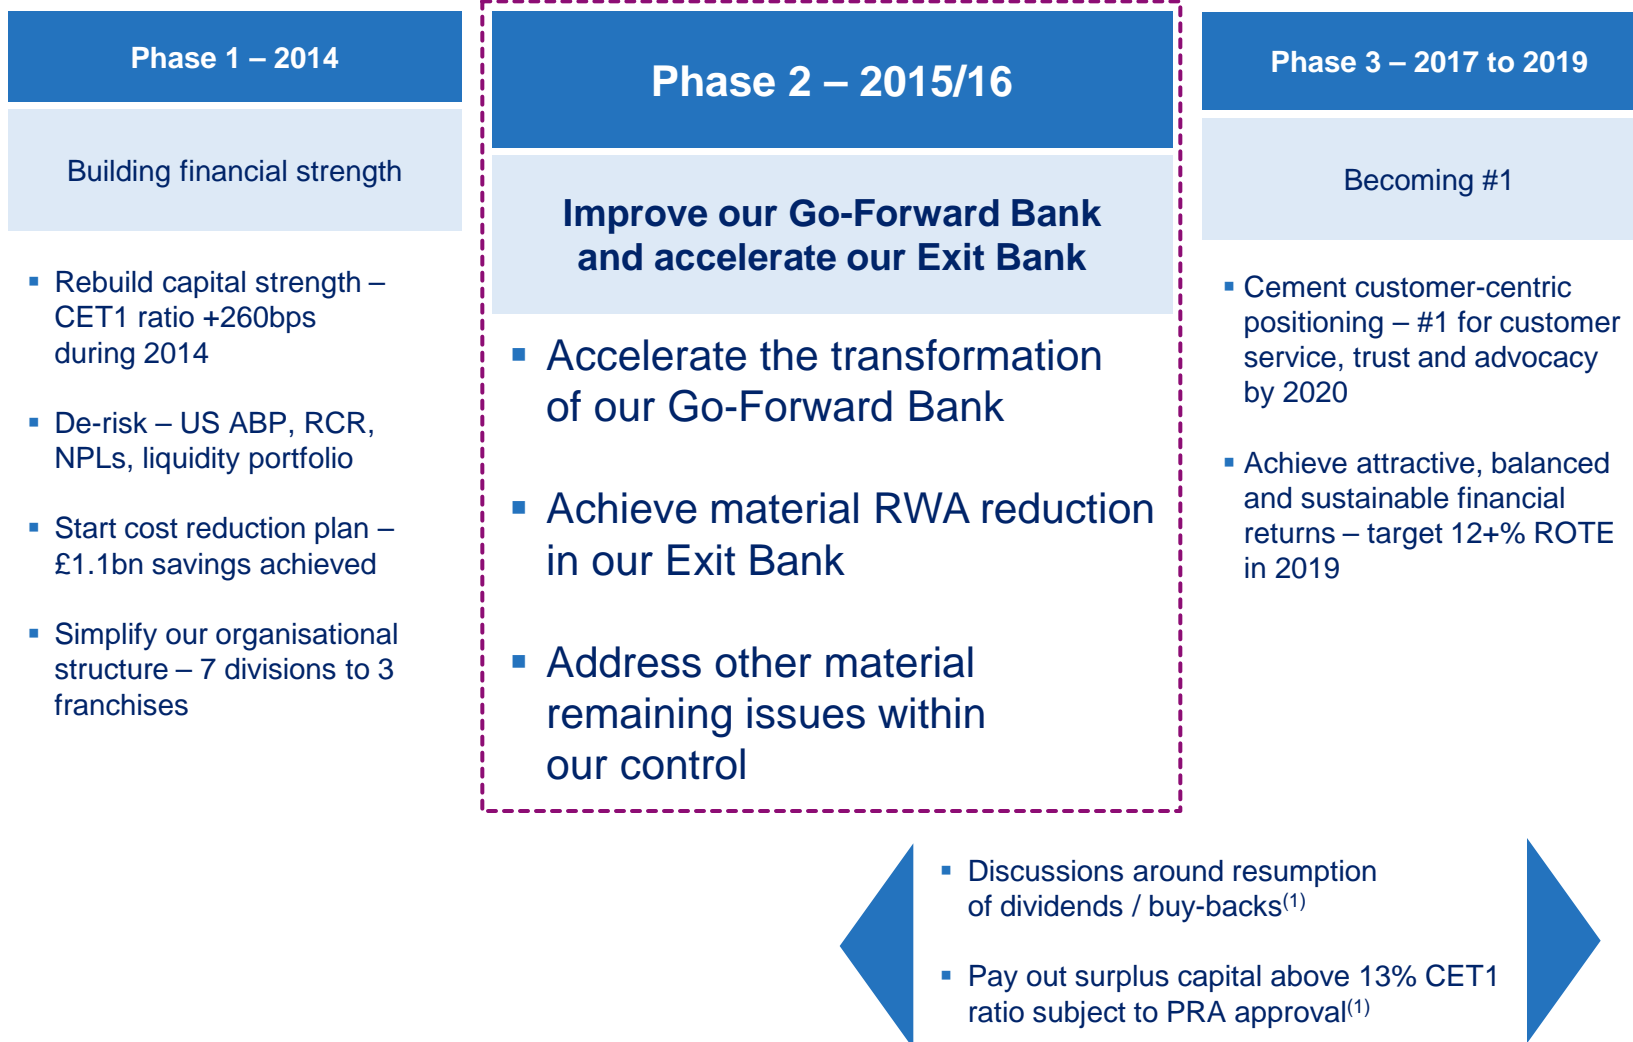 Phase 1 – 2014
Building financial strength
▪ Rebuild capital strength –
CET1 ratio +260bps
during 2014
▪ De-risk – US ABP, RCR,
NPLs, liquidity portfolio
▪ Start cost reduction plan –
£1.1bn savings achieved
▪ Simplify our organisational
structure – 7 divisions to 3
franchises
Phase 2 – 2015/16
Improve our Go-Forward Bank
and accelerate our Exit Bank
▪ Accelerate the transformation
of our Go-Forward Bank
▪ Achieve material RWA reduction
in our Exit Bank
▪ Address other material
remaining issues within
our control
Phase 3 – 2017 to 2019
Becoming #1
▪ Cement customer-centric
positioning – #1 for customer
service, trust and advocacy
by 2020
▪ Achieve attractive, balanced
and sustainable financial
returns – target 12+% ROTE
in 2019
▪ Discussions around resumption
of dividends / buy-backs(1)
▪ Pay out surplus capital above 13% CET1
ratio subject to PRA approval(1)